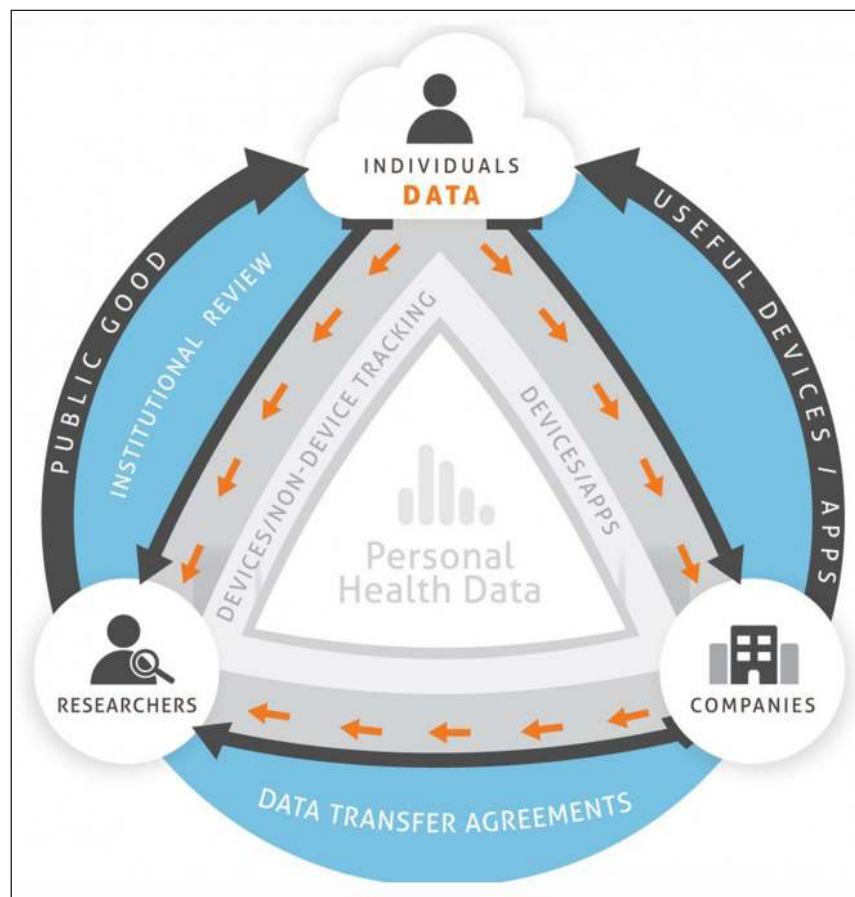 INDIVIDUALS
DATA
PUBLIC GOOD
INSTITUTIONAL REVIEW
DEVICES/NON-DEVICE TRACKING
DEVICES/APPS
USEFUL DEVICES / APPS
Personal
Health Data
RESEARCHERS
COMPANIES
DATA TRANSFER AGREEMENTS